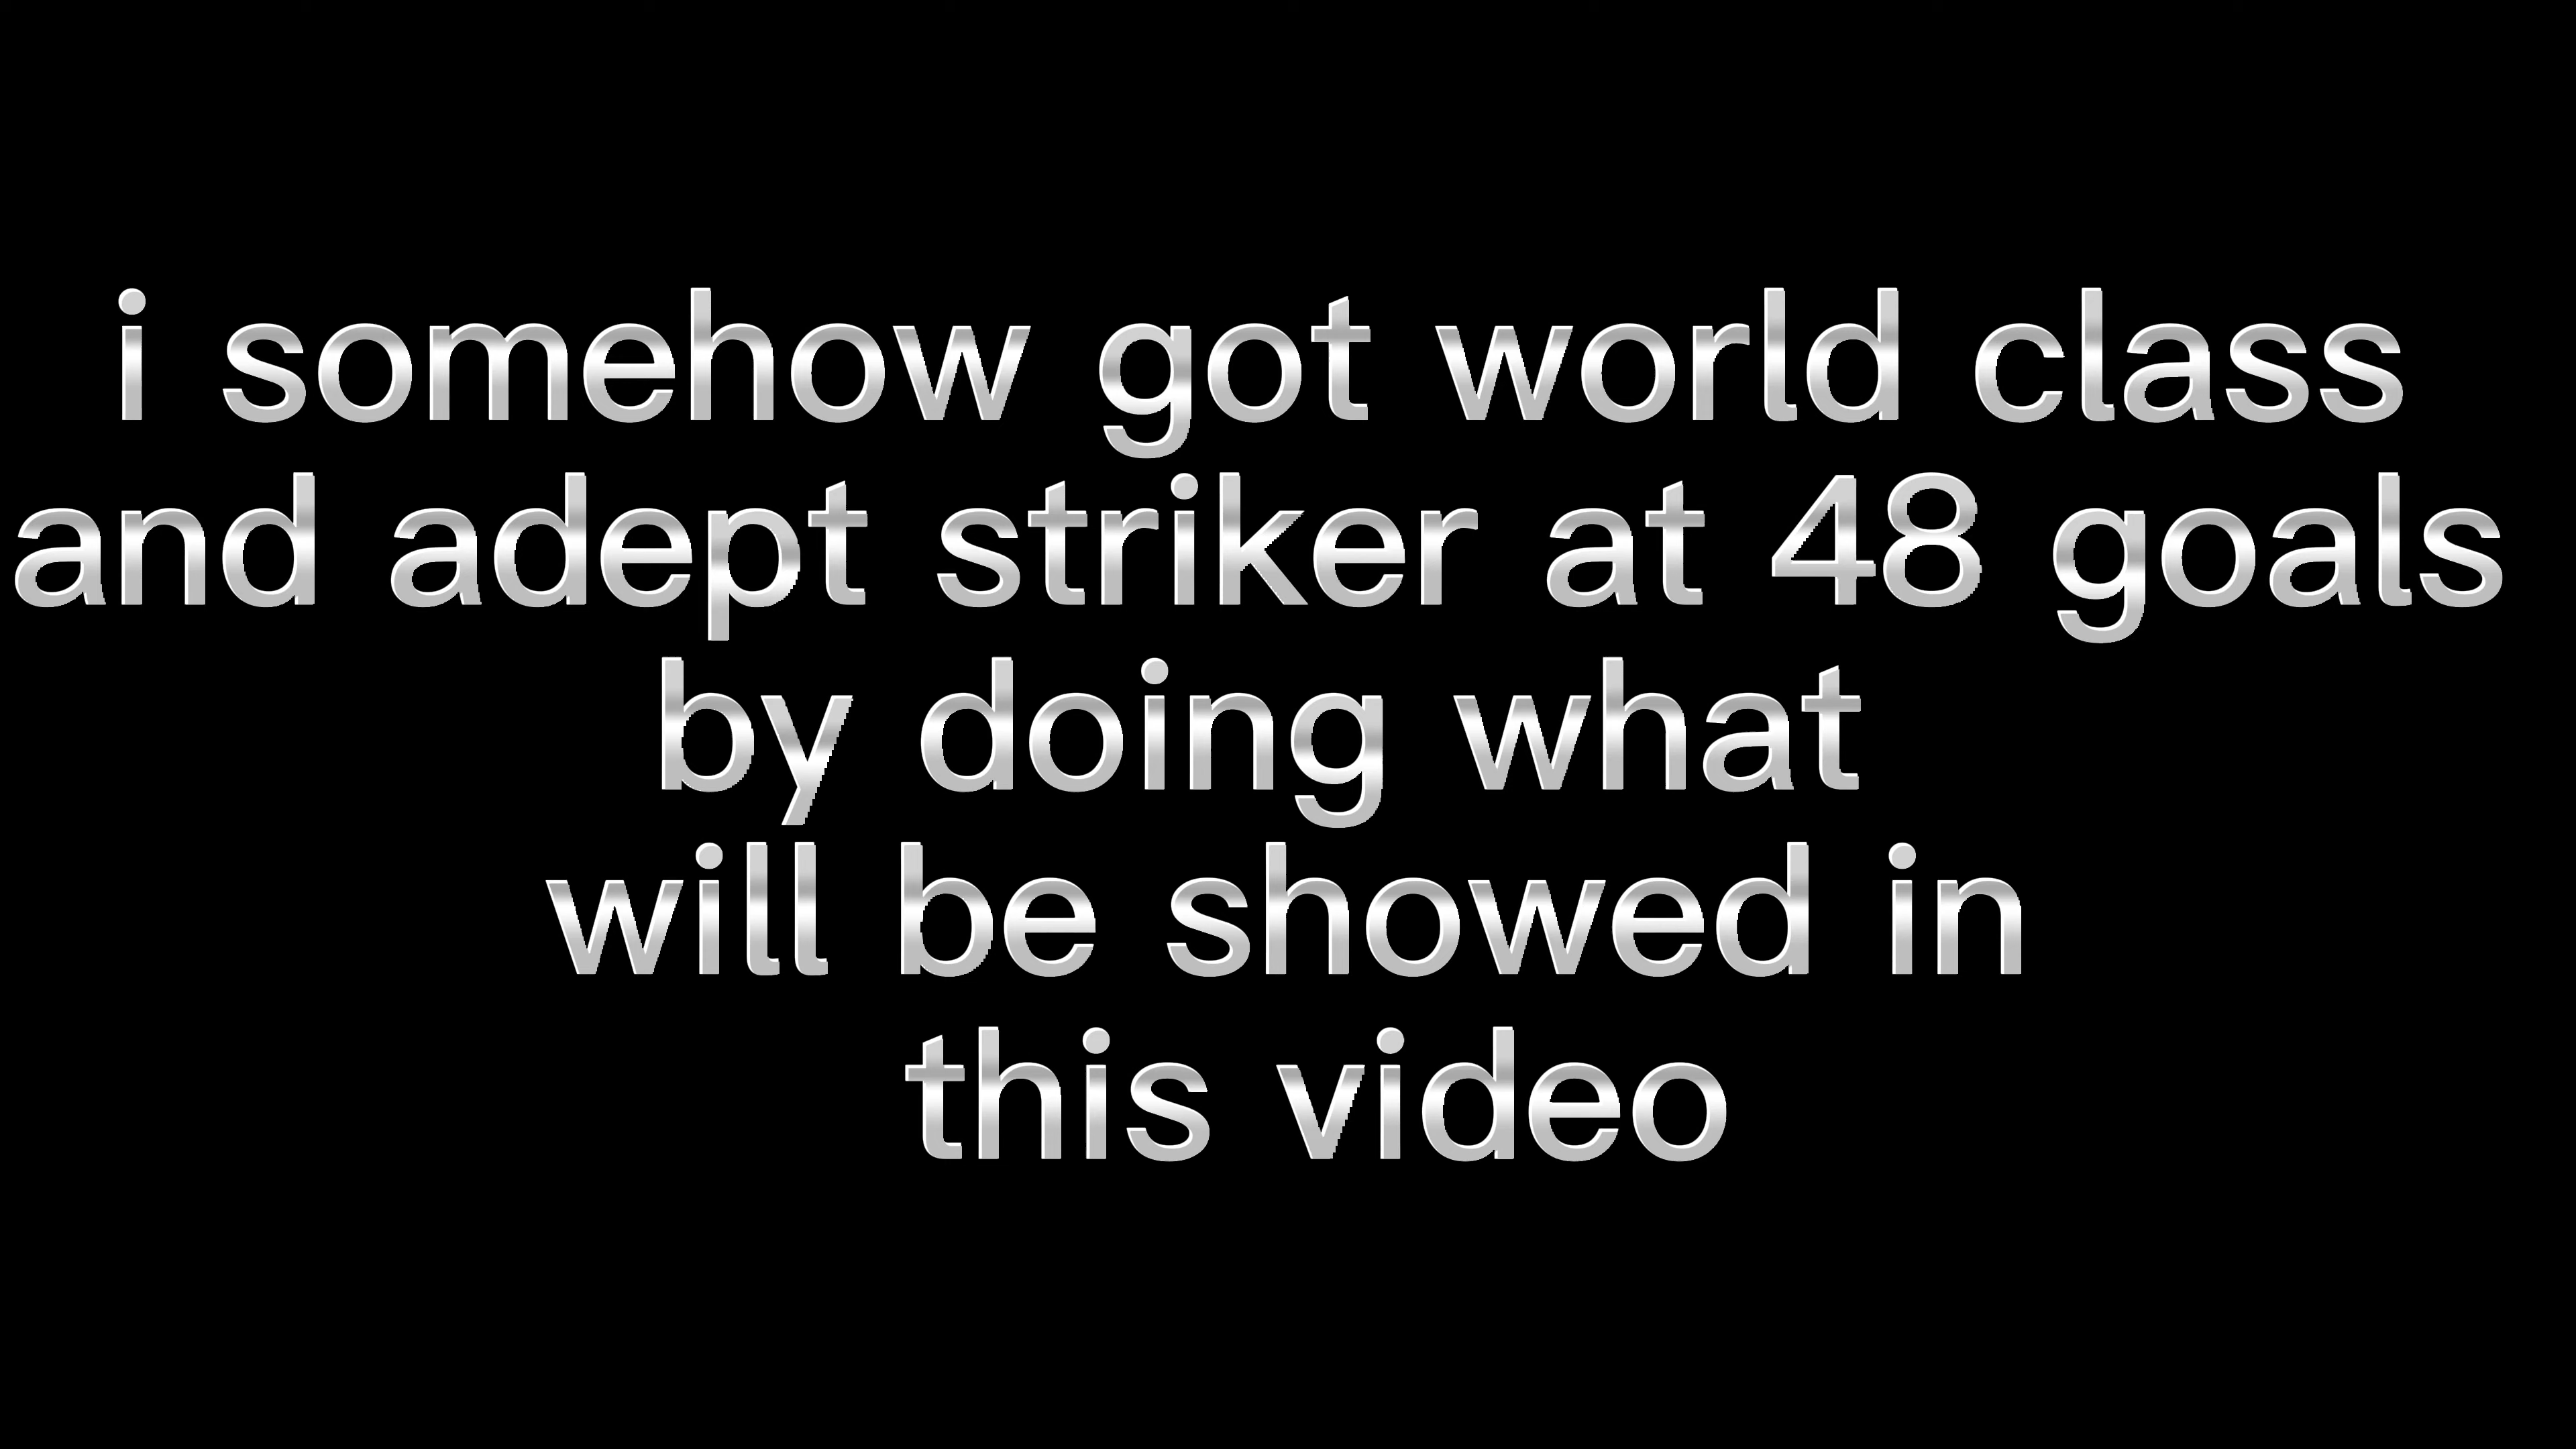 i somehow got world class
and adept striker at 48 goals
by doing what
will be showed in
this video